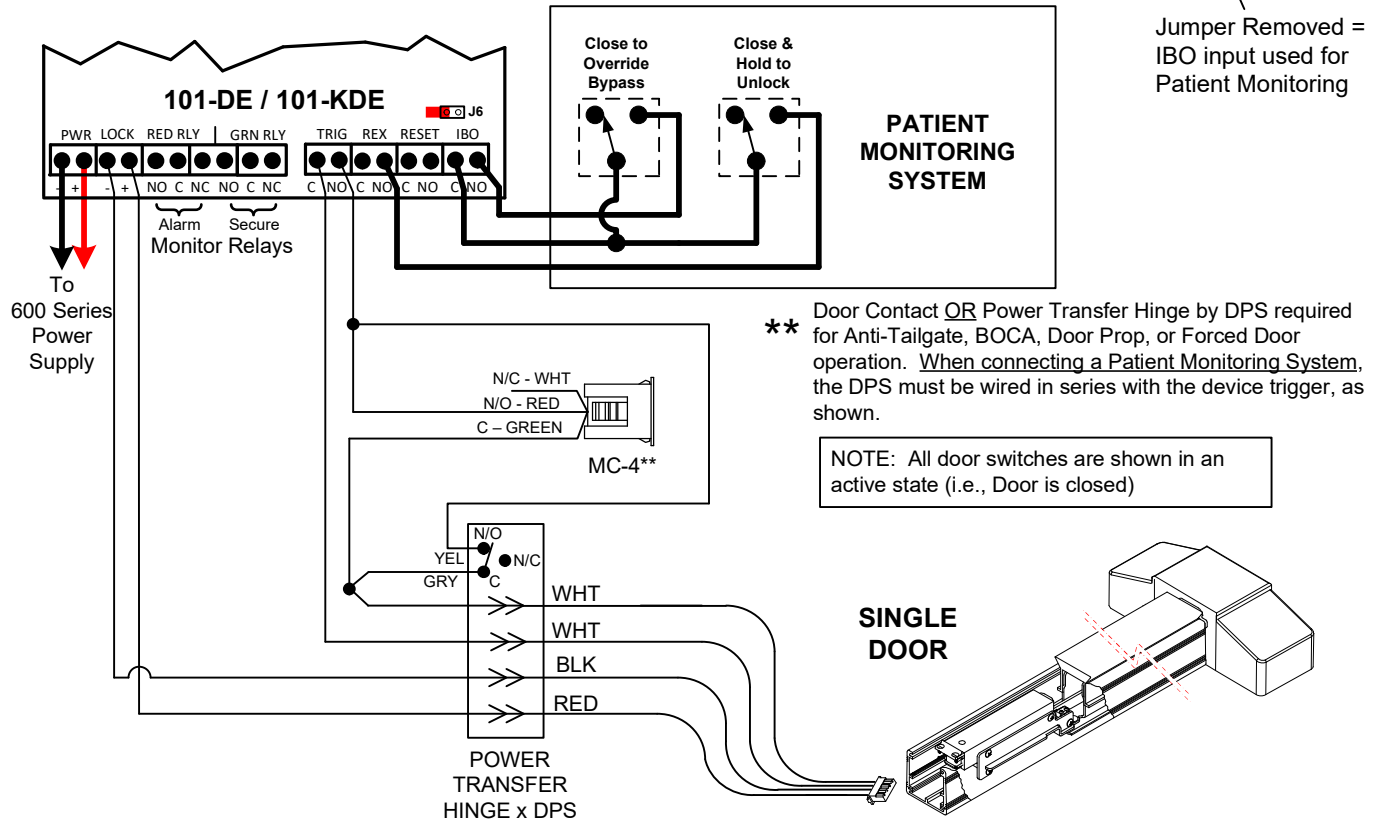 Jumper Removed =
IBO input used for
Patient Monitoring
Close to
Override
Bypass
Close &
Hold to
Unlock
PATIENT
MONITORING
SYSTEM
101-DE / 101-KDE
J6
PWR LOCK RED RLY | GRN RLY TRIG REX RESET IBO
- + - + NO C NC NO C NC C NO C NO C NO C NO
Alarm Secure
Monitor Relays
To
600 Series
Power
Supply
** Door Contact OR Power Transfer Hinge by DPS required
for Anti-Tailgate, BOCA, Door Prop, or Forced Door
operation. When connecting a Patient Monitoring System,
the DPS must be wired in series with the device trigger, as
shown.
N/C - WHT
N/O - RED
C – GREEN
MC-4**
NOTE: All door switches are shown in an
active state (i.e., Door is closed)
N/O
YEL
N/C
GRY
C
WHT
WHT
BLK
RED
SINGLE
DOOR
POWER
TRANSFER
HINGE x DPS